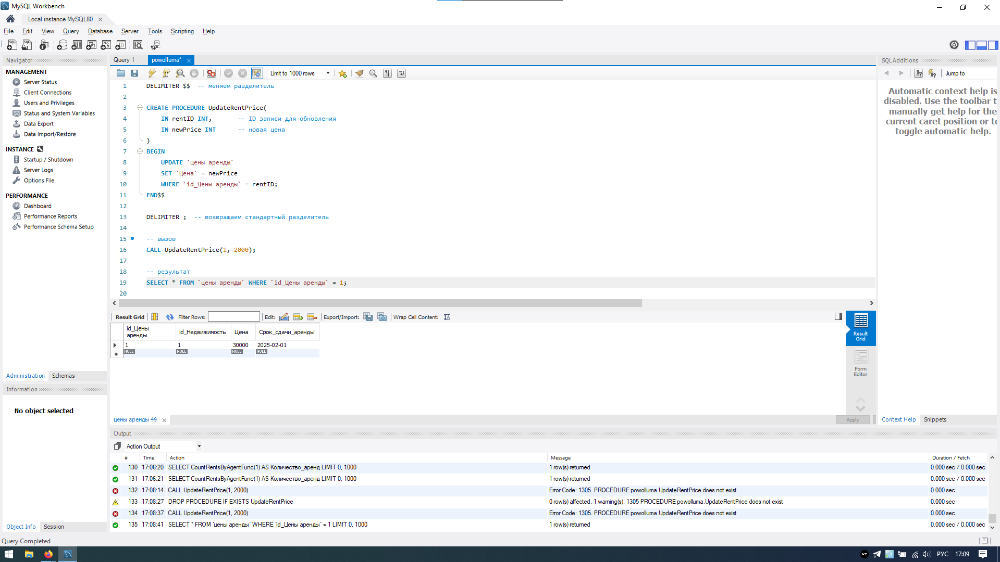 MySQL Workbench
Local instance MySQL80
File Edit View Query Database Server Tools Scripting Help
Navigator
MANAGEMENT
Server Status
Client Connections
Users and Privileges
Status and System Variables
Data Export
Data Import/Restore
INSTANCE
Startup / Shutdown
Server Logs
Options File
PERFORMANCE
Dashboard
Performance Reports
Performance Schema Setup
Administration Schemas
Information
No object selected
Object Info Session
Query Completed
Query 1 powolluma*
Limit to 1000 rows
1 DELIMITER $$ -- меняем разделитель
2
3 CREATE PROCEDURE UpdateRentPrice(
4 IN rentID INT, -- ID записи для обновления
5 IN newPrice INT -- новая цена
6 )
7 BEGIN
8 UPDATE `цены аренды`
9 SET `Цена` = newPrice
10 WHERE `id_Цены аренды` = rentID;
11 END$$
12
13 DELIMITER ; -- возвращаем стандартный разделитель
14
15 -- вызов
16 CALL UpdateRentPrice(1, 2000);
17
18 -- результат
19 SELECT * FROM `цены аренды` WHERE `id_Цены аренды` = 1;
20
Result Grid Filter Rows: Edit: Export/Import: Wrap Cell Content:
id_Цены аренды id_Недвижимость Цена Срок_сдачи_аренды
1 1 30000 2025-02-01
NULL NULL NULL NULL
Result Grid
Form Editor
цены аренды 49
Apply
SQLAdditions
Jump to
Automatic context help is
disabled. Use the toolbar t
manually get help for the
current caret position or to
toggle automatic help.
Context Help Snippets
Output
Action Output
# Time Action Message Duration / Fetch
130 17:06:20 SELECT CountRentsByAgentFunc(1) AS Количество_аренд LIMIT 0, 1000 1 row(s) returned 0.000 sec / 0.000 sec
131 17:06:21 SELECT CountRentsByAgentFunc(1) AS Количество_аренд LIMIT 0, 1000 1 row(s) returned 0.000 sec / 0.000 sec
132 17:08:14 CALL UpdateRentPrice(1, 2000) Error Code: 1305. PROCEDURE powolluma.UpdateRentPrice does not exist 0.000 sec
133 17:08:27 DROP PROCEDURE IF EXISTS UpdateRentPrice 0 row(s) affected, 1 warning(s): 1305 PROCEDURE powolluma.UpdateRentPrice does not exist 0.000 sec
134 17:08:37 CALL UpdateRentPrice(1, 2000) Error Code: 1305. PROCEDURE powolluma.UpdateRentPrice does not exist 0.000 sec
135 17:08:41 SELECT * FROM `цены аренды` WHERE `id_Цены аренды` = 1 LIMIT 0, 1000 1 row(s) returned 0.000 sec / 0.000 sec
РУС 17:09